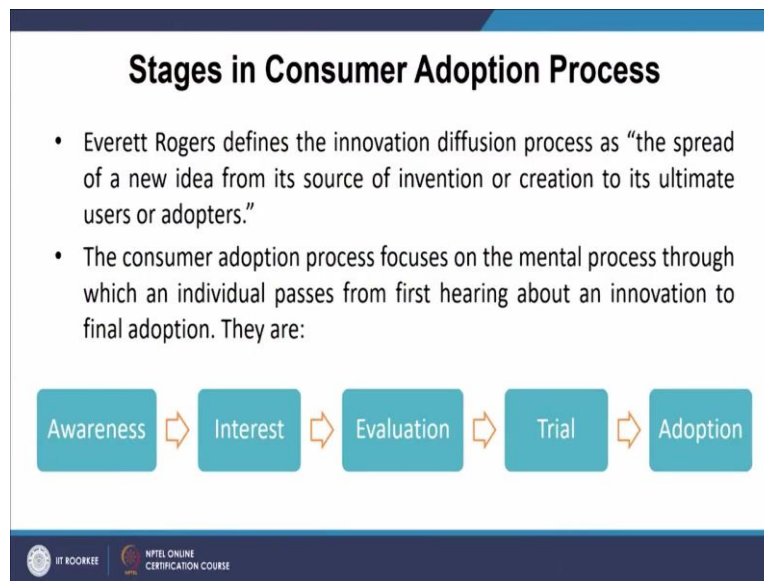 Stages in Consumer Adoption Process
• Everett Rogers defines the innovation diffusion process as “the spread
of a new idea from its source of invention or creation to its ultimate
users or adopters.”
• The consumer adoption process focuses on the mental process through
which an individual passes from first hearing about an innovation to
final adoption. They are:
Awareness Interest Evaluation Trial Adoption
IIT ROORKEE
NPTEL ONLINE
CERTIFICATION COURSE